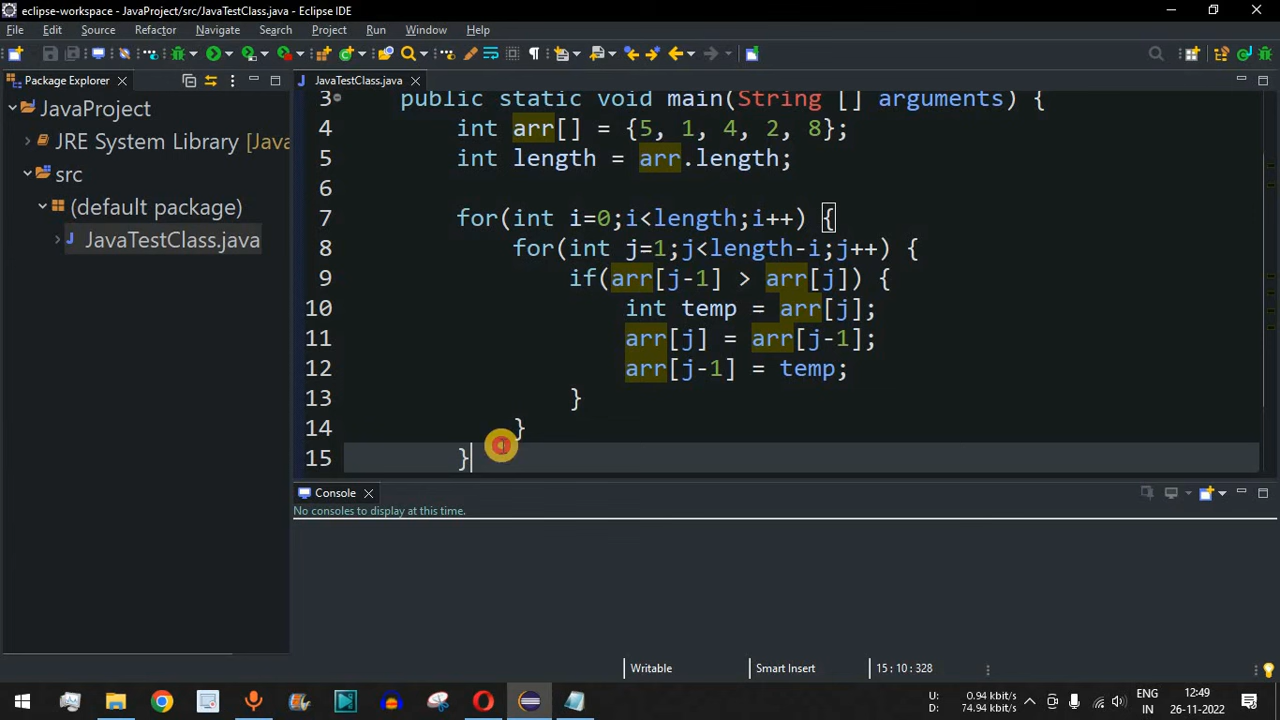 eclipse-workspace - JavaProject/src/JavaTestClass.java - Eclipse IDE
File Edit Source Refactor Navigate Search Project Run Window Help
Package Explorer
JavaTestClass.java
JavaProject
JRE System Library [Java
src
(default package)
JavaTestClass.java
3 public static void main(String [] arguments) {
4 int arr[] = {5, 1, 4, 2, 8};
5 int length = arr.length;
6
7 for(int i=0;i<length;i++) {
8 for(int j=1;j<length-i;j++) {
9 if(arr[j-1] > arr[j]) {
10 int temp = arr[j];
11 arr[j] = arr[j-1];
12 arr[j-1] = temp;
13 }
14 }
15 }
Console
No consoles to display at this time.
Writable Smart Insert 15 : 10 : 328
U: 0.94 kbit/s
D: 74.94 kbit/s
ENG
IN
12:49
26-11-2022